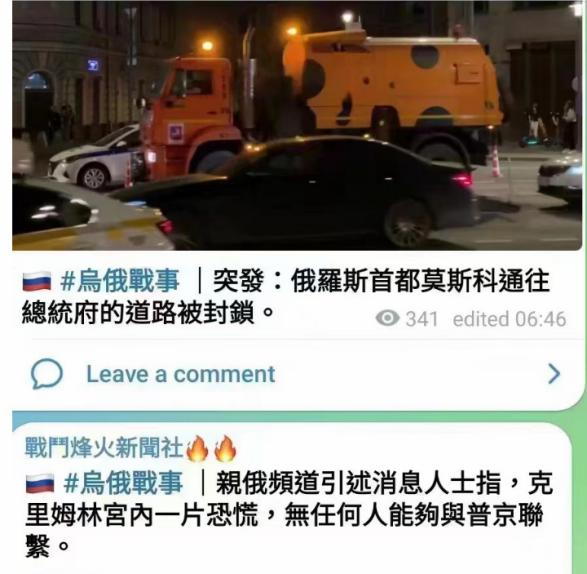 🇷🇺 #烏俄戰事 ｜突發：俄羅斯首都莫斯科通往
總統府的道路被封鎖。
341 edited 06:46
Leave a comment
戰鬥烽火新聞社🔥🔥
🇷🇺 #烏俄戰事 ｜親俄頻道引述消息人士指，克
里姆林宮內一片恐慌，無任何人能夠與普京聯
繫。